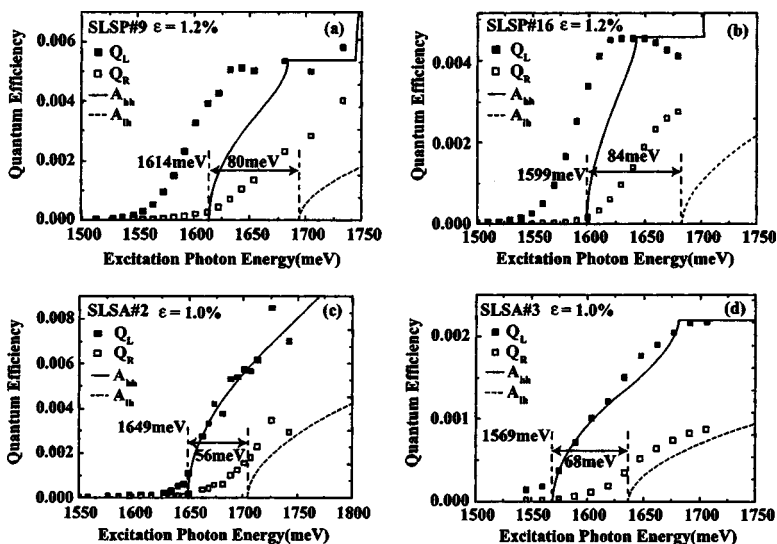 SLSP#9 ε = 1.2% (a)
Q_L
Q_R
A_hh
A_lh
1614meV
80meV
0.006
0.004
0.002
0.000
1500 1550 1600 1650 1700 1750
Quantum Efficiency
Excitation Photon Energy(meV)
SLSP#16 ε = 1.2%
(b)
Q_L
Q_R
A_hh
A_lh
1599meV
84meV
0.004
0.002
0.000
1500 1550 1600 1650 1700 1750
Quantum Efficiency
Excitation Photon Energy(meV)
SLSA#2 ε = 1.0% (c)
Q_L
Q_R
A_hh
A_lh
1649meV
56meV
0.008
0.006
0.004
0.002
0.000
1550 1600 1650 1700 1750 1800
Quantum Efficiency
Excitation Photon Energy(meV)
SLSA#3 ε = 1.0% (d)
Q_L
Q_R
A_hh
A_lh
1569meV
68meV
0.002
0.001
0.000
1500 1550 1600 1650 1700 1750
Quantum Efficiency
Excitation Photon Energy(meV)